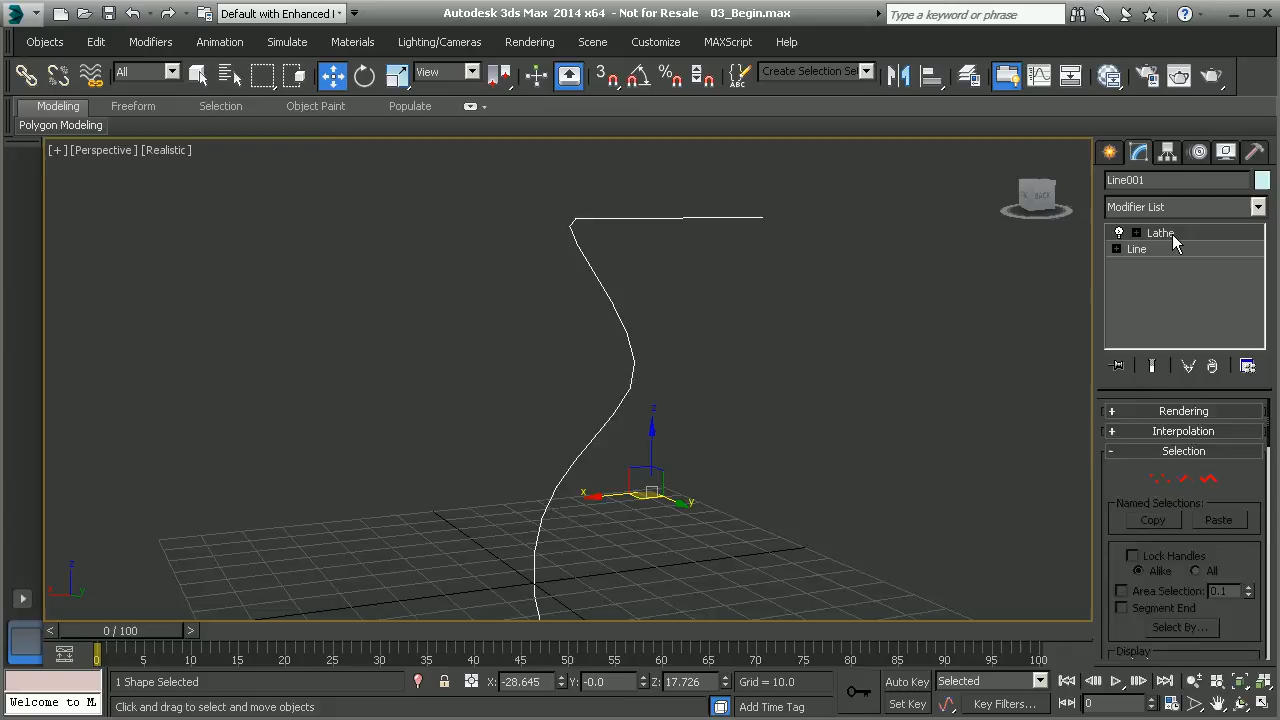 Default with Enhanced
Autodesk 3ds Max 2014 x64 - Not for Resale 03_Begin.max
Type a keyword or phrase
Objects Edit Modifiers Animation Simulate Materials Lighting/Cameras Rendering Scene Customize MAXScript Help
All View 3 % ABC Create Selection Sel
Modeling Freeform Selection Object Paint Populate
Polygon Modeling
[+] [Perspective] [Realistic]
BACK
Line001
Modifier List
Lathe
Line
z
x
y
z
x
y
+ Rendering
+ Interpolation
- Selection
Named Selections:
Copy Paste
Lock Handles
Alike All
Area Selection: 0.1
Segment End
Select By...
Display
< 0 / 100 >
0 5 10 15 20 25 30 35 40 45 50 55 60 65 70 75 80 85 90 95 100
1 Shape Selected X: -28.645 Y: -0.0 Z: 17.726 Grid = 10.0 Auto Key Selected
Welcome to M Click and drag to select and move objects Add Time Tag Set Key Key Filters... 0